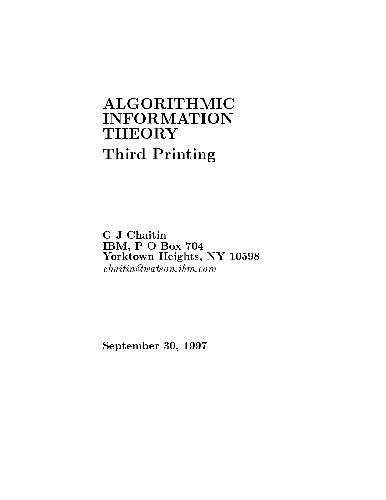 ALGORITHMIC
INFORMATION
THEORY
Third Printing
G J Chaitin
IBM, P O Box 704
Yorktown Heights, NY 10598
chaitin@watson.ibm.com
September 30, 1997